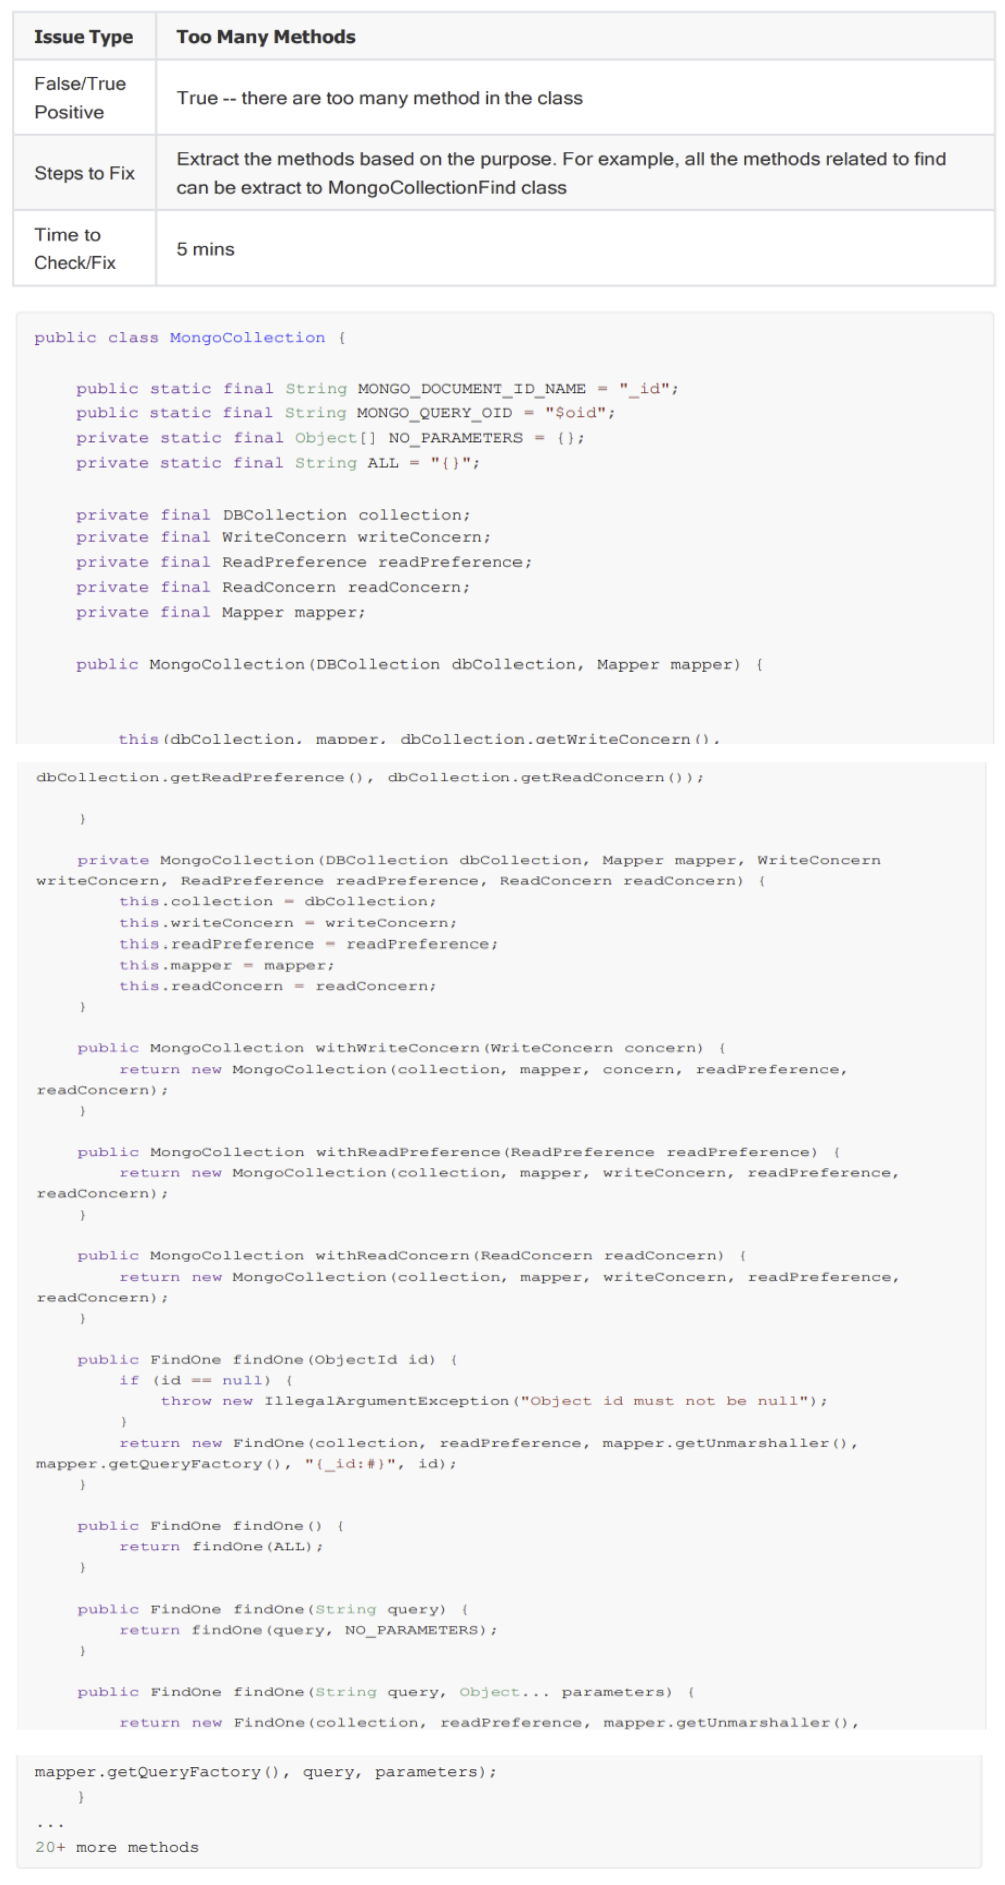 Issue Type Too Many Methods
False/True
Positive
True -- there are too many method in the class
Steps to Fix
Extract the methods based on the purpose. For example, all the methods related to find
can be extract to MongoCollectionFind class
Time to
Check/Fix
5 mins
public class MongoCollection {
public static final String MONGO_DOCUMENT_ID_NAME = "_id";
public static final String MONGO_QUERY_OID = "$oid";
private static final Object[] NO_PARAMETERS = {};
private static final String ALL = "{}";
private final DBCollection collection;
private final WriteConcern writeConcern;
private final ReadPreference readPreference;
private final ReadConcern readConcern;
private final Mapper mapper;
public MongoCollection(DBCollection dbCollection, Mapper mapper) {
this(dbCollection, mapper, dbCollection.getWriteConcern(),
dbCollection.getReadPreference(), dbCollection.getReadConcern());
}
private MongoCollection(DBCollection dbCollection, Mapper mapper, WriteConcern
writeConcern, ReadPreference readPreference, ReadConcern readConcern) {
this.collection = dbCollection;
this.writeConcern = writeConcern;
this.readPreference = readPreference;
this.mapper = mapper;
this.readConcern = readConcern;
}
public MongoCollection withWriteConcern(WriteConcern concern) {
return new MongoCollection(collection, mapper, concern, readPreference,
readConcern);
}
public MongoCollection withReadPreference(ReadPreference readPreference) {
return new MongoCollection(collection, mapper, writeConcern, readPreference,
readConcern);
}
public MongoCollection withReadConcern(ReadConcern readConcern) {
return new MongoCollection(collection, mapper, writeConcern, readPreference,
readConcern);
}
public FindOne findOne(ObjectId id) {
if (id == null) {
throw new IllegalArgumentException("Object id must not be null");
}
return new FindOne(collection, readPreference, mapper.getUnmarshaller(),
mapper.getQueryFactory(), "{_id:#}", id);
}
public FindOne findOne() {
return findOne(ALL);
}
public FindOne findOne(String query) {
return findOne(query, NO_PARAMETERS);
}
public FindOne findOne(String query, Object... parameters) {
return new FindOne(collection, readPreference, mapper.getUnmarshaller(),
mapper.getQueryFactory(), query, parameters);
}
...
20+ more methods